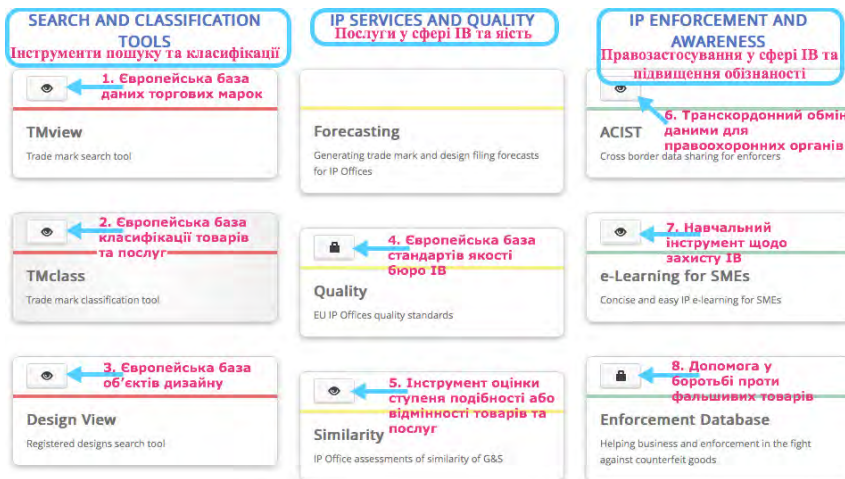 SEARCH AND CLASSIFICATION
TOOLS
Інструменти пошуку та класифікації
1. Європейська база
даних торгових марок
TMview
Trade mark search tool
2. Європейська база
класифікації товарів
та послуг
TMclass
Trade mark classification tool
3. Європейська база
об’єктів дизайну
Design View
Registered designs search tool
IP SERVICES AND QUALITY
Послуги у сфері ІВ та яість
Forecasting
Generating trade mark and design filing forecasts
for IP Offices
4. Європейська база
стандартів якості
бюро ІВ
Quality
EU IP Offices quality standards
5. Інструмент оцінки
ступеня подібності або
відмінності товарів та
послуг
Similarity
IP Office assessments of similarity of G&S
IP ENFORCEMENT AND
AWARENESS
Правозастосування у сфері ІВ та
підвищення обізнаності
6. Транскордонний обмін
даними для
правоохоронних органів
ACIST
Cross border data sharing for enforcers
7. Навчальний
інструмент щодо
захисту ІВ
e-Learning for SMEs
Concise and easy IP e-learning for SMEs
8. Допомога у
боротьбі проти
фальшивих товарів
Enforcement Database
Helping business and enforcement in the fight
against counterfeit goods